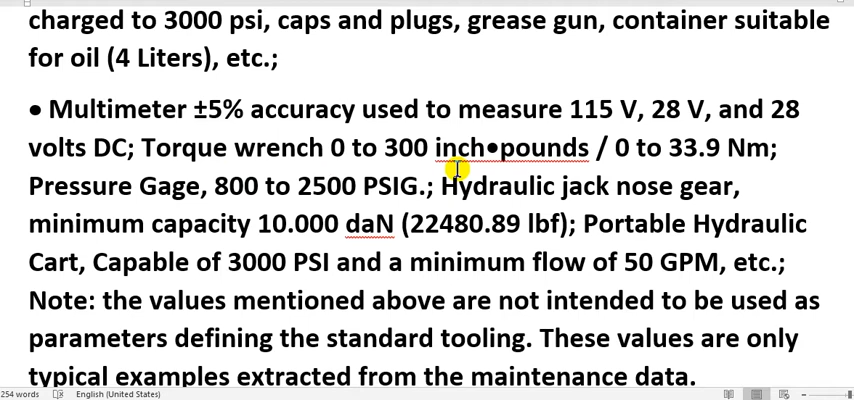 charged to 3000 psi, caps and plugs, grease gun, container suitable
for oil (4 Liters), etc.;
• Multimeter ±5% accuracy used to measure 115 V, 28 V, and 28
volts DC; Torque wrench 0 to 300 inch•pounds / 0 to 33.9 Nm;
Pressure Gage, 800 to 2500 PSIG.; Hydraulic jack nose gear,
minimum capacity 10.000 daN (22480.89 lbf); Portable Hydraulic
Cart, Capable of 3000 PSI and a minimum flow of 50 GPM, etc.;
Note: the values mentioned above are not intended to be used as
parameters defining the standard tooling. These values are only
typical examples extracted from the maintenance data.
254 words English (United States)